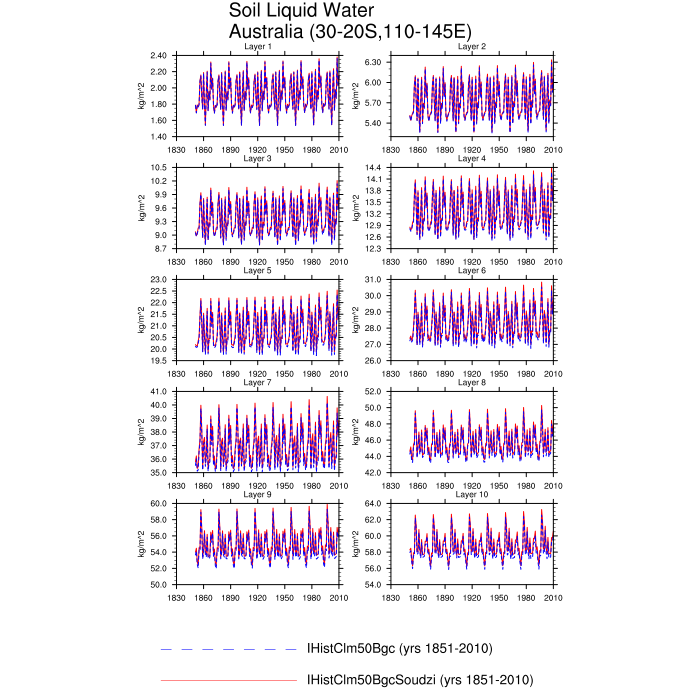 Soil Liquid Water
Australia (30-20S,110-145E)
Layer 1
Layer 2
2.40
2.20
2.00
1.80
1.60
1.40
kg/m^2
1830 1860 1890 1920 1950 1980 2010
6.30
6.00
5.70
5.40
kg/m^2
1830 1860 1890 1920 1950 1980 2010
Layer 3
Layer 4
10.5
10.2
9.9
9.6
9.3
9.0
8.7
kg/m^2
1830 1860 1890 1920 1950 1980 2010
14.4
14.1
13.8
13.5
13.2
12.9
12.6
12.3
kg/m^2
1830 1860 1890 1920 1950 1980 2010
Layer 5
Layer 6
23.0
22.5
22.0
21.5
21.0
20.5
20.0
19.5
kg/m^2
1830 1860 1890 1920 1950 1980 2010
31.0
30.0
29.0
28.0
27.0
26.0
kg/m^2
1830 1860 1890 1920 1950 1980 2010
Layer 7
Layer 8
41.0
40.0
39.0
38.0
37.0
36.0
35.0
kg/m^2
1830 1860 1890 1920 1950 1980 2010
52.0
50.0
48.0
46.0
44.0
42.0
kg/m^2
1830 1860 1890 1920 1950 1980 2010
Layer 9
Layer 10
60.0
58.0
56.0
54.0
52.0
50.0
kg/m^2
1830 1860 1890 1920 1950 1980 2010
64.0
62.0
60.0
58.0
56.0
54.0
kg/m^2
1830 1860 1890 1920 1950 1980 2010
IHistClm50Bgc (yrs 1851-2010)
IHistClm50BgcSoudzi (yrs 1851-2010)